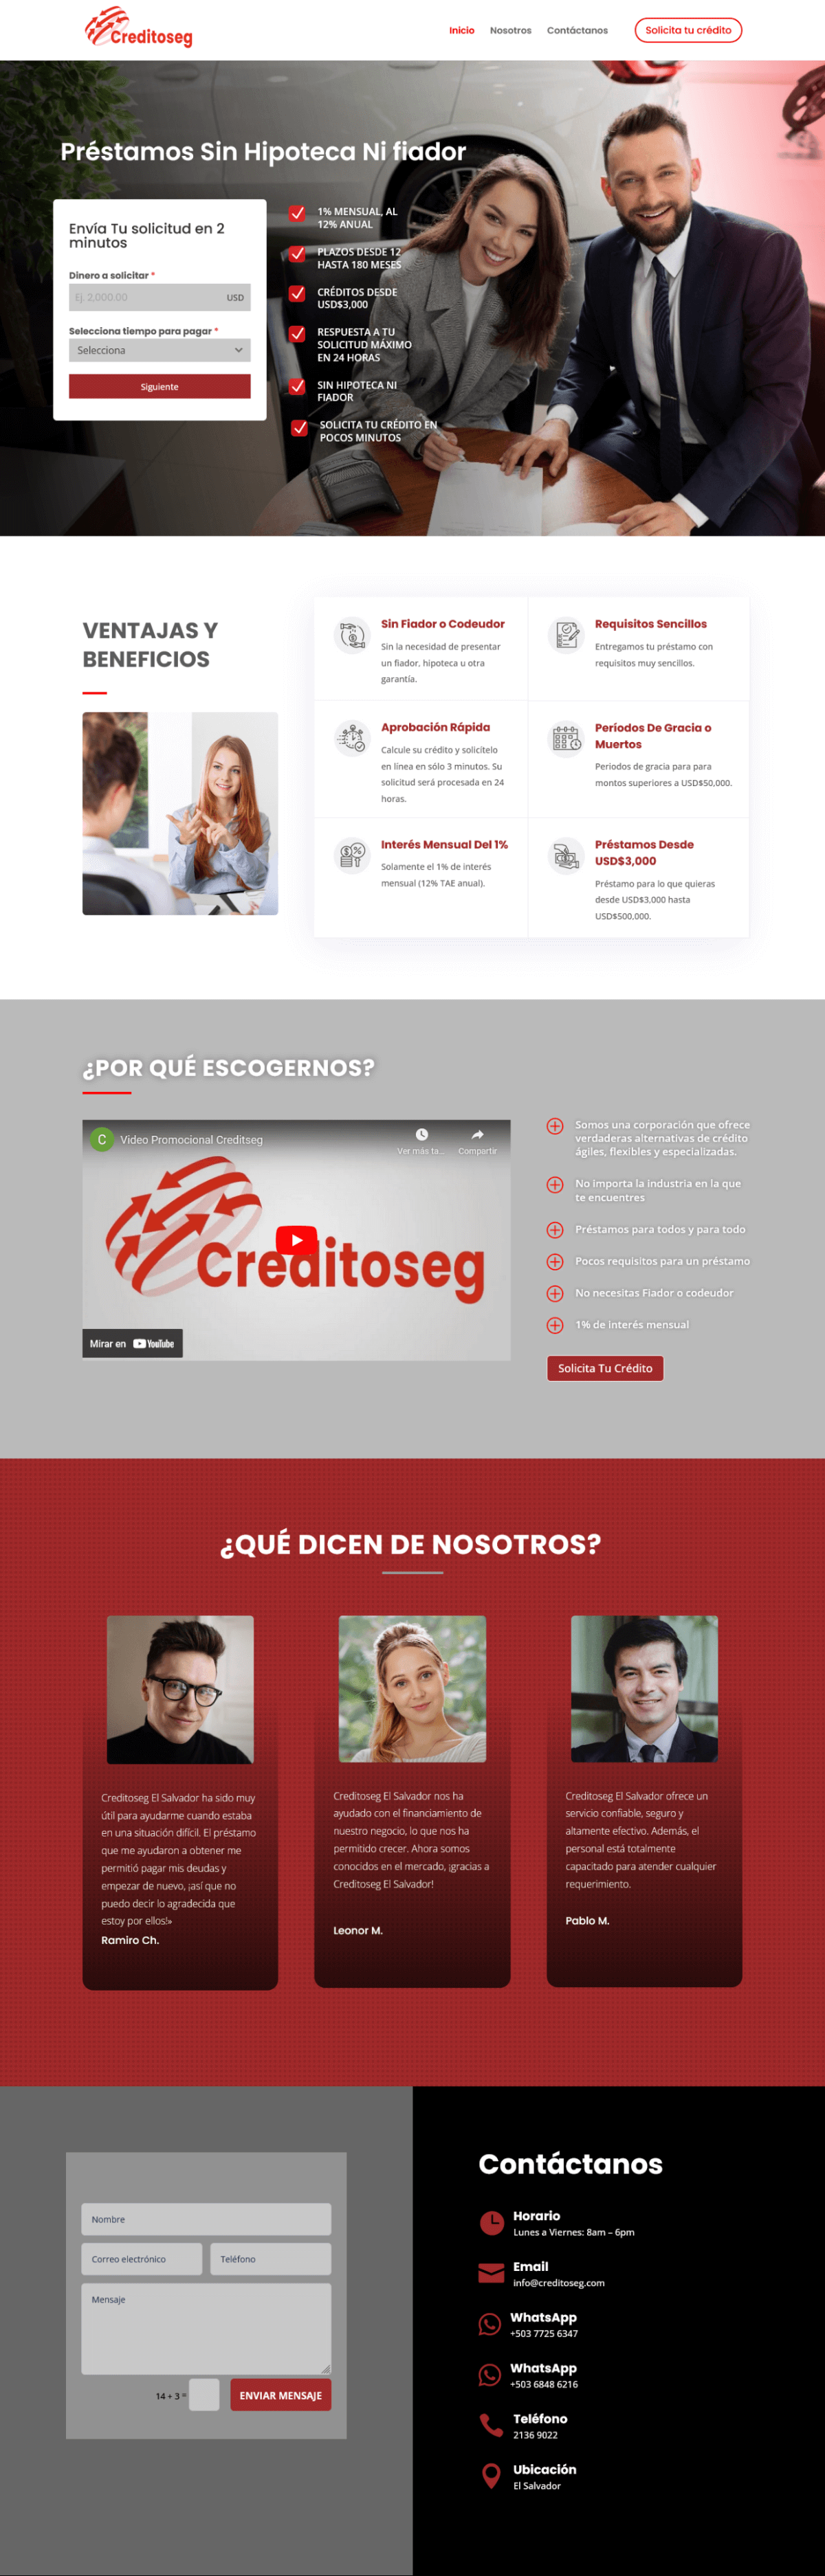 Creditoseg
Inicio
Nosotros
Contáctanos
Solicita tu crédito
Préstamos Sin Hipoteca Ni fiador
Envía Tu solicitud en 2
minutos
Dinero a solicitar *
Ej. 2,000.00
USD
Selecciona tiempo para pagar *
Selecciona
Siguiente
1% MENSUAL, AL
12% ANUAL
PLAZOS DESDE 12
HASTA 180 MESES
CRÉDITOS DESDE
USD$3,000
RESPUESTA A TU
SOLICITUD MÁXIMO
EN 24 HORAS
SIN HIPOTECA NI
FIADOR
SOLICITA TU CRÉDITO EN
POCOS MINUTOS
VENTAJAS Y
BENEFICIOS
Sin Fiador o Codeudor
Sin la necesidad de presentar
un fiador, hipoteca u otra
garantía.
Requisitos Sencillos
Entregamos tu préstamo con
requisitos muy sencillos.
Aprobación Rápida
Calcule su crédito y solicítelo
en línea en sólo 3 minutos. Su
solicitud será procesada en 24
horas.
Períodos De Gracia o
Muertos
Periodos de gracia para para
montos superiores a USD$50,000.
Interés Mensual Del 1%
Solamente el 1% de interés
mensual (12% TAE anual).
Préstamos Desde
USD$3,000
Préstamo para lo que quieras
desde USD$3,000 hasta
USD$500,000.
¿POR QUÉ ESCOGERNOS?
C
Video Promocional Creditseg
Ver más ta...
Compartir
Creditoseg
Mirar en YouTube
Somos una corporación que ofrece
verdaderas alternativas de crédito
ágiles, flexibles y especializadas.
No importa la industria en la que
te encuentres
Préstamos para todos y para todo
Pocos requisitos para un préstamo
No necesitas Fiador o codeudor
1% de interés mensual
Solicita Tu Crédito
¿QUÉ DICEN DE NOSOTROS?
Creditoseg El Salvador ha sido muy
útil para ayudarme cuando estaba
en una situación difícil. El préstamo
que me ayudaron a obtener me
permitió pagar mis deudas y
empezar de nuevo, ¡así que no
puedo decir lo agradecida que
estoy por ellos!»
Ramiro Ch.
Creditoseg El Salvador nos ha
ayudado con el financiamiento de
nuestro negocio, lo que nos ha
permitido crecer. Ahora somos
conocidos en el mercado, ¡gracias a
Creditoseg El Salvador!
Leonor M.
Creditoseg El Salvador ofrece un
servicio confiable, seguro y
altamente efectivo. Además, el
personal está totalmente
capacitado para atender cualquier
requerimiento.
Pablo M.
Nombre
Correo electrónico
Teléfono
Mensaje
14 + 3 =
ENVIAR MENSAJE
Contáctanos
Horario
Lunes a Viernes: 8am – 6pm
Email
info@creditoseg.com
WhatsApp
+503 7725 6347
WhatsApp
+503 6848 6216
Teléfono
2136 9022
Ubicación
El Salvador